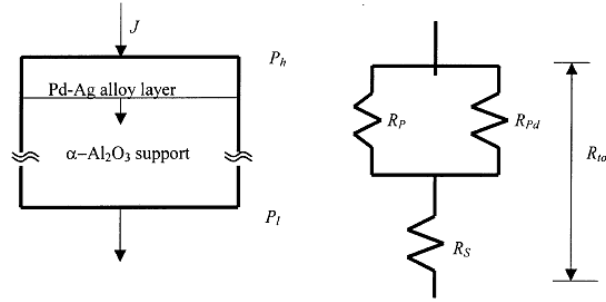 J
P_h
Pd-Ag alloy layer
α-Al₂O₃ support
P_l
R_P
R_Pd
R_to
R_S